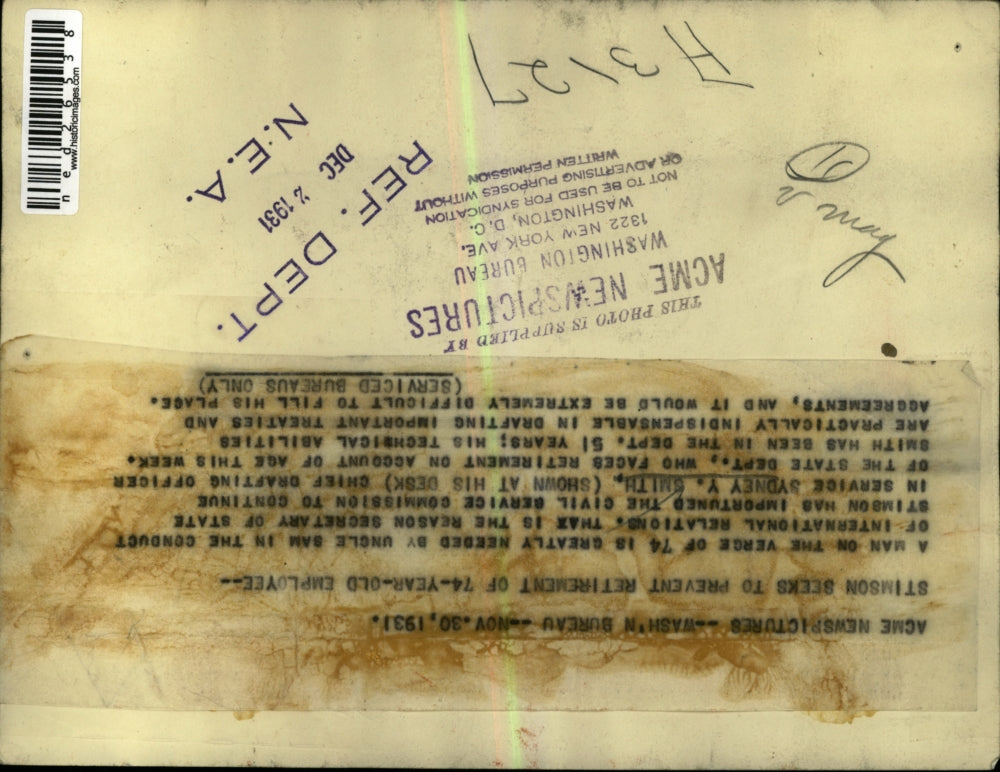 ACME NEWSPICTURES --WASH'N BUREAU --NOV.30,1931.
STIMSON SEEKS TO PREVENT RETIREMENT OF 74-YEAR-OLD EMPLOYEE--
A MAN ON THE VERGE OF 74 IS GREATLY NEEDED BY UNCLE SAM IN THE CONDUCT
OF INTERNATIONAL RELATIONS. THAT IS THE REASON SECRETARY OF STATE
STIMSON HAS IMPORTUNED THE CIVIL SERVICE COMMISSION TO CONTINUE
IN SERVICE SYDNEY Y. SMITH, (SHOWN AT HIS DESK) CHIEF DRAFTING OFFICER
OF THE STATE DEPT., WHO FACES RETIREMENT ON ACCOUNT OF AGE THIS WEEK.
SMITH HAS BEEN IN THE DEPT. 51 YEARS; HIS TECHNICAL ABILITIES
ARE PRACTICALLY INDISPENSABLE IN DRAFTING IMPORTANT TREATIES AND
AGGREEMENTS, AND IT WOULD BE EXTREMELY DIFFICULT TO FILL HIS PLACE.
(SERVICED BUREAUS ONLY)
THIS PHOTO IS SUPPLIED BY
ACME NEWSPICTURES
WASHINGTON BUREAU
1322 NEW YORK AVE.
WASHINGTON, D.C.
NOT TO BE USED FOR SYNDICATION
OR ADVERTISING PURPOSES WITHOUT
WRITTEN PERMISSION
REF. DEPT.
DEC 2 1931
N.E.A.
H3127
ned26538
www.historicimages.com